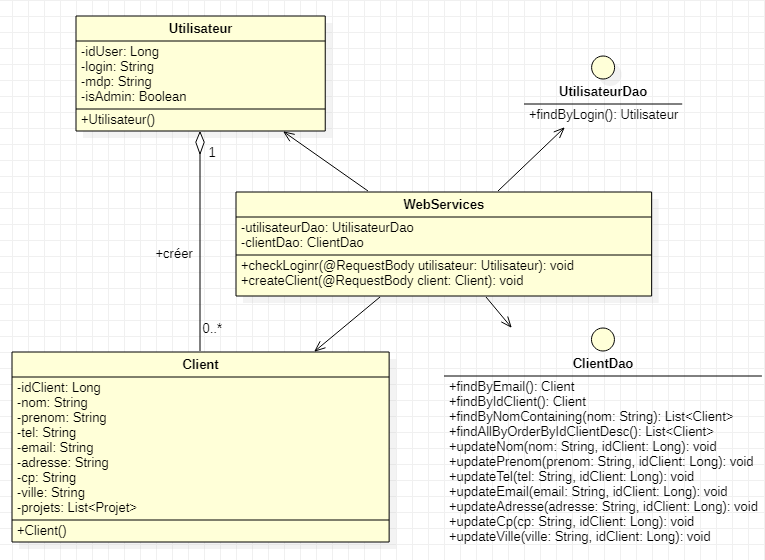 Utilisateur
-idUser: Long
-login: String
-mdp: String
-isAdmin: Boolean
+Utilisateur()
UtilisateurDao
+findByLogin(): Utilisateur
1
WebServices
-utilisateurDao: UtilisateurDao
-clientDao: ClientDao
+checkLoginr(@RequestBody utilisateur: Utilisateur): void
+createClient(@RequestBody client: Client): void
+créer
0..*
Client
-idClient: Long
-nom: String
-prenom: String
-tel: String
-email: String
-adresse: String
-cp: String
-ville: String
-projets: List<Projet>
+Client()
ClientDao
+findByEmail(): Client
+findByIdClient(): Client
+findByNomContaining(nom: String): List<Client>
+findAllByOrderByIdClientDesc(): List<Client>
+updateNom(nom: String, idClient: Long): void
+updatePrenom(prenom: String, idClient: Long): void
+updateTel(tel: String, idClient: Long): void
+updateEmail(email: String, idClient: Long): void
+updateAdresse(adresse: String, idClient: Long): void
+updateCp(cp: String, idClient: Long): void
+updateVille(ville: String, idClient: Long): void